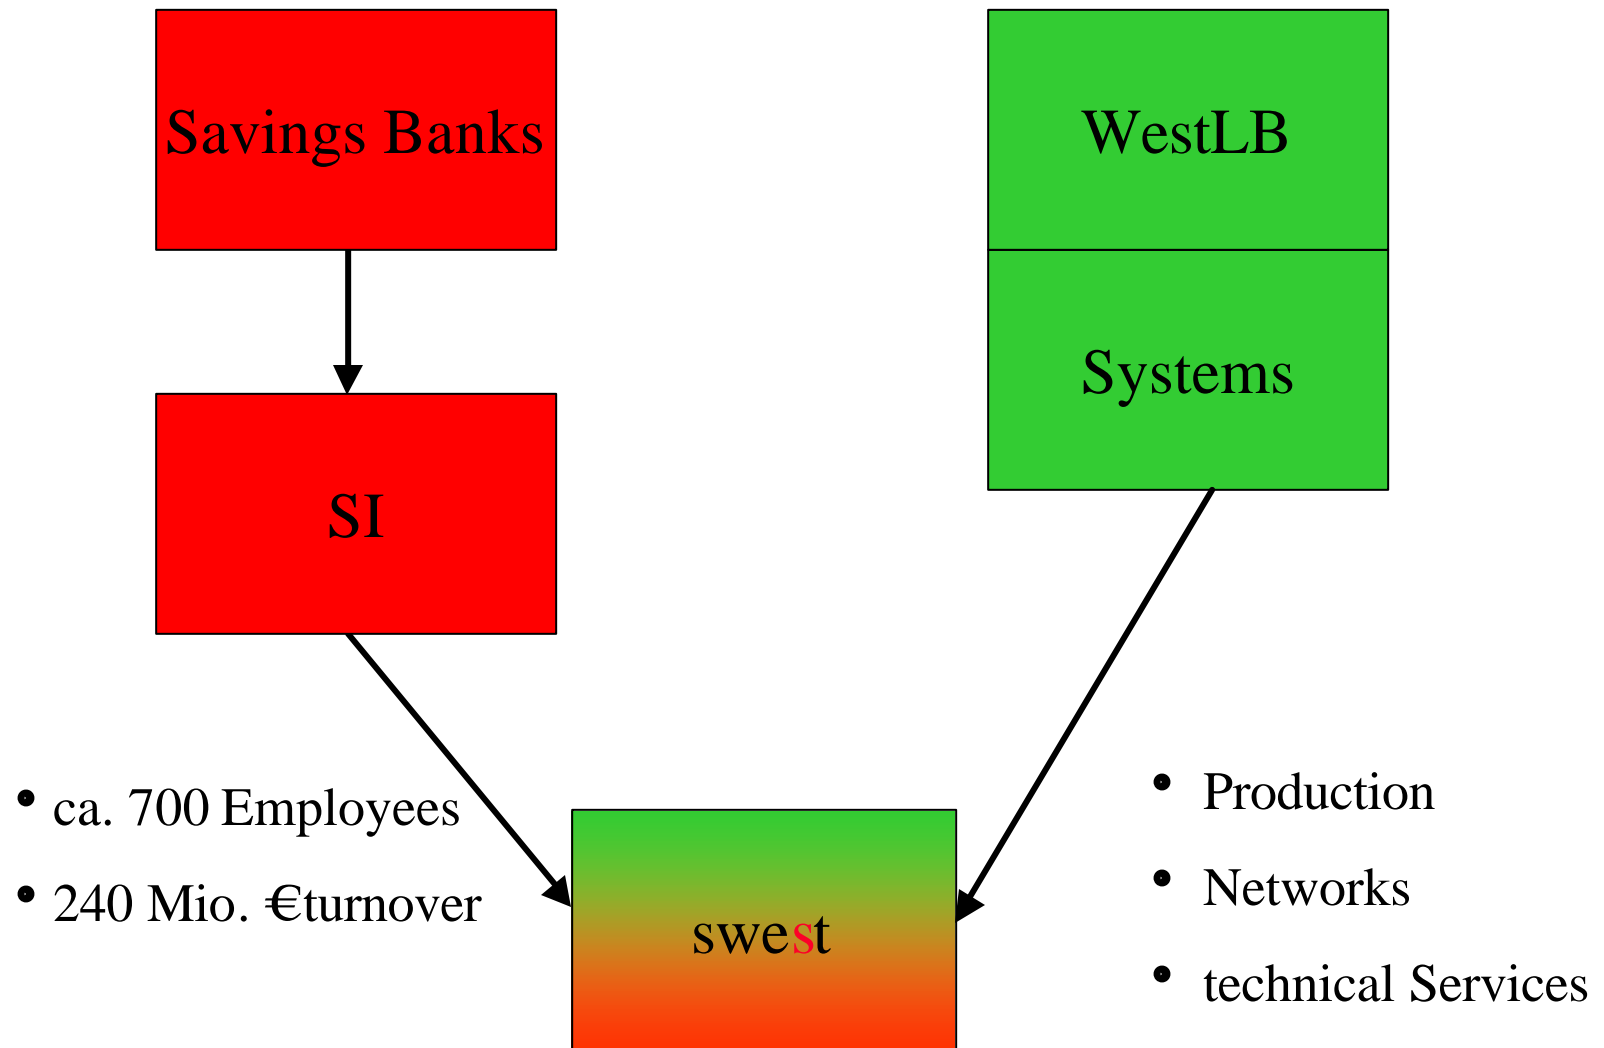 Savings Banks
WestLB
Systems
SI
• ca. 700 Employees
• 240 Mio. €turnover
swest
• Production
• Networks
• technical Services